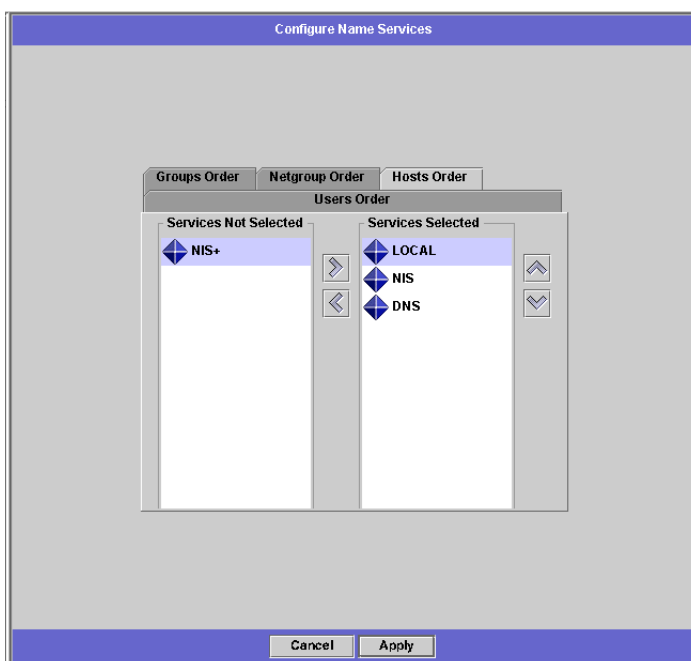 Configure Name Services
Groups Order Netgroup Order Hosts Order
Users Order
Services Not Selected Services Selected
NIS+ LOCAL
NIS
DNS
Cancel Apply